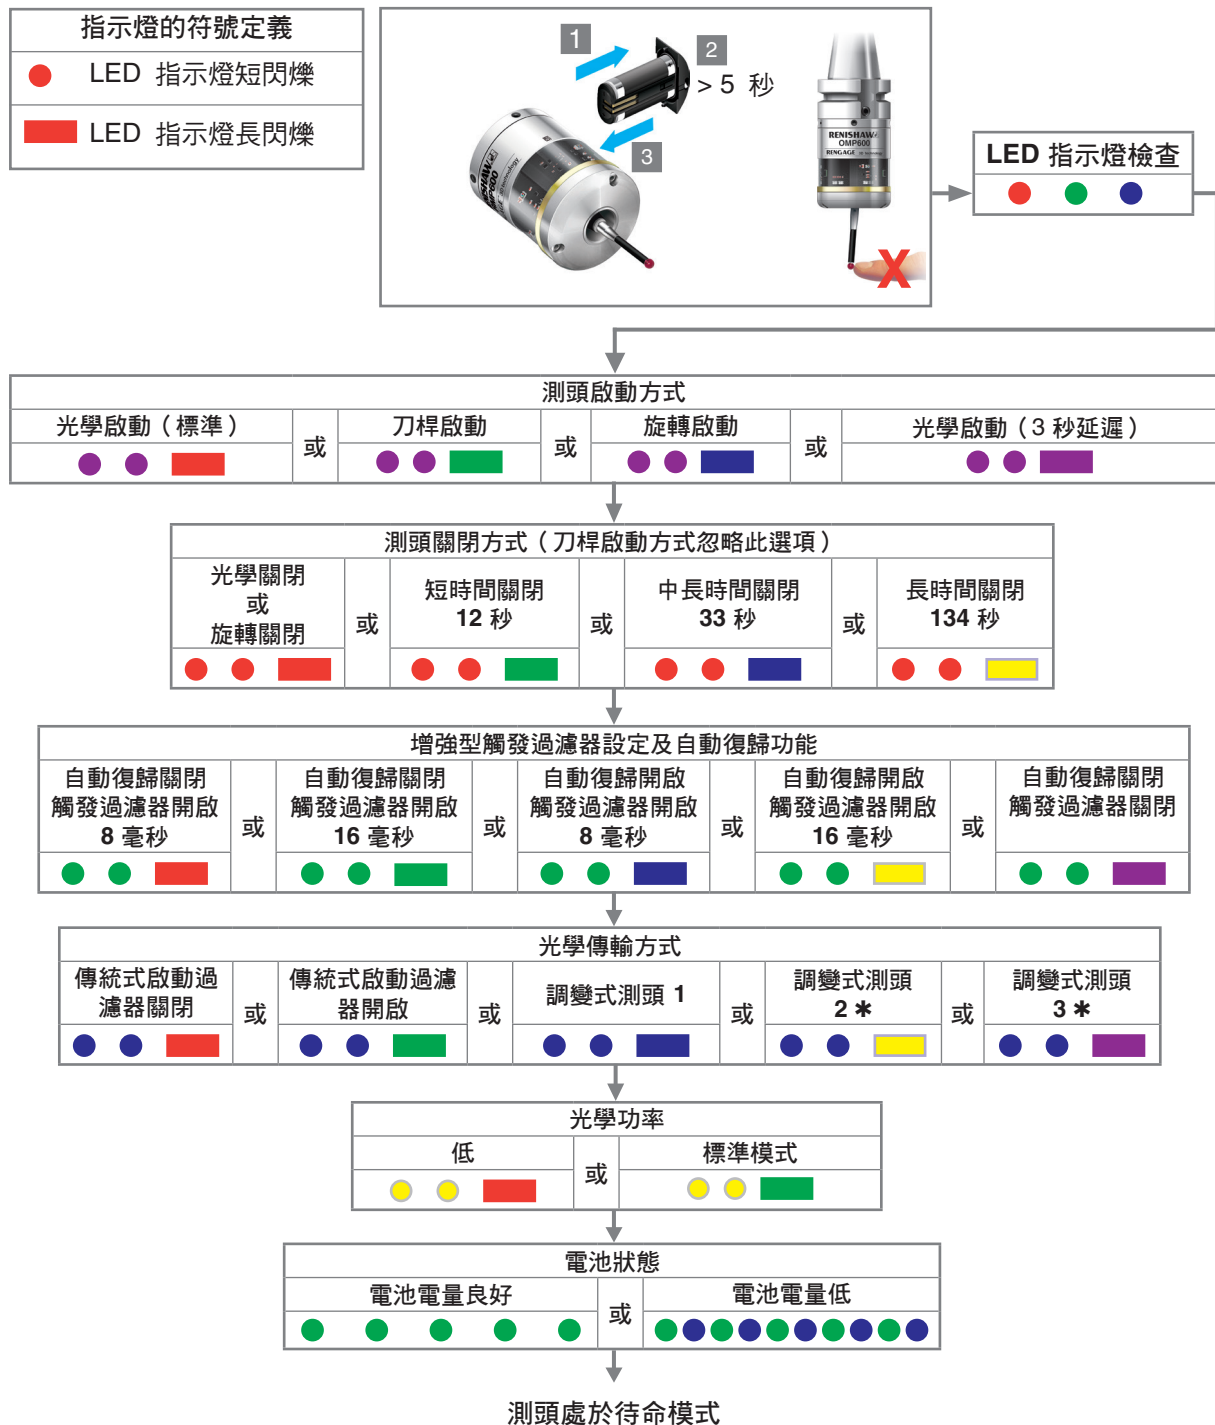 指示燈的符號定義
LED 指示燈短閃爍
LED 指示燈長閃爍
1
2
> 5 秒
3
RENISHAW
OMP600
RENISHAW
OMP600
RENGAGE
LED 指示燈檢查
X
測頭啟動方式
光學啟動（標準）
或
刀桿啟動
或
旋轉啟動
或
光學啟動（3 秒延遲）
測頭關閉方式（刀桿啟動方式忽略此選項）
光學關閉
或
旋轉關閉
或
短時間關閉
12 秒
或
中長時間關閉
33 秒
或
長時間關閉
134 秒
增強型觸發過濾器設定及自動復歸功能
自動復歸關閉
觸發過濾器開啟
8 毫秒
或
自動復歸關閉
觸發過濾器開啟
16 毫秒
或
自動復歸開啟
觸發過濾器開啟
8 毫秒
或
自動復歸開啟
觸發過濾器開啟
16 毫秒
或
自動復歸關閉
觸發過濾器關閉
光學傳輸方式
傳統式啟動過
濾器關閉
或
傳統式啟動過濾
器開啟
或
調變式測頭 1
或
調變式測頭
2 ∗
或
調變式測頭
3 ∗
光學功率
低
或
標準模式
電池狀態
電池電量良好
或
電池電量低
測頭處於待命模式